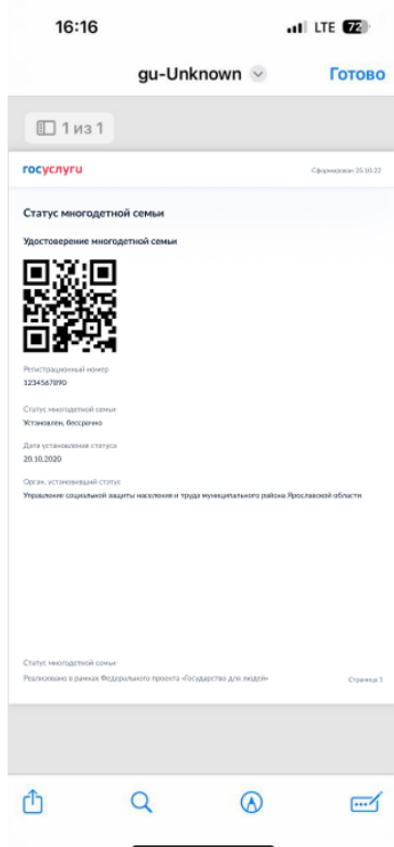 16:16
LTE 72
gu-Unknown
Готово
1 из 1
госуслуги
Сформирован 25.10.22
Статус многодетной семьи
Удостоверение многодетной семьи
Регистрационный номер
1234567890
Статус многодетной семьи
Установлен, бессрочно
Дата установления статуса
20.10.2020
Орган, установивший статус
Управление социальной защиты населения и труда муниципального района Ярославской области
Статус многодетной семьи
Реализовано в рамках Федерального проекта «Государство для людей»
Страница 1